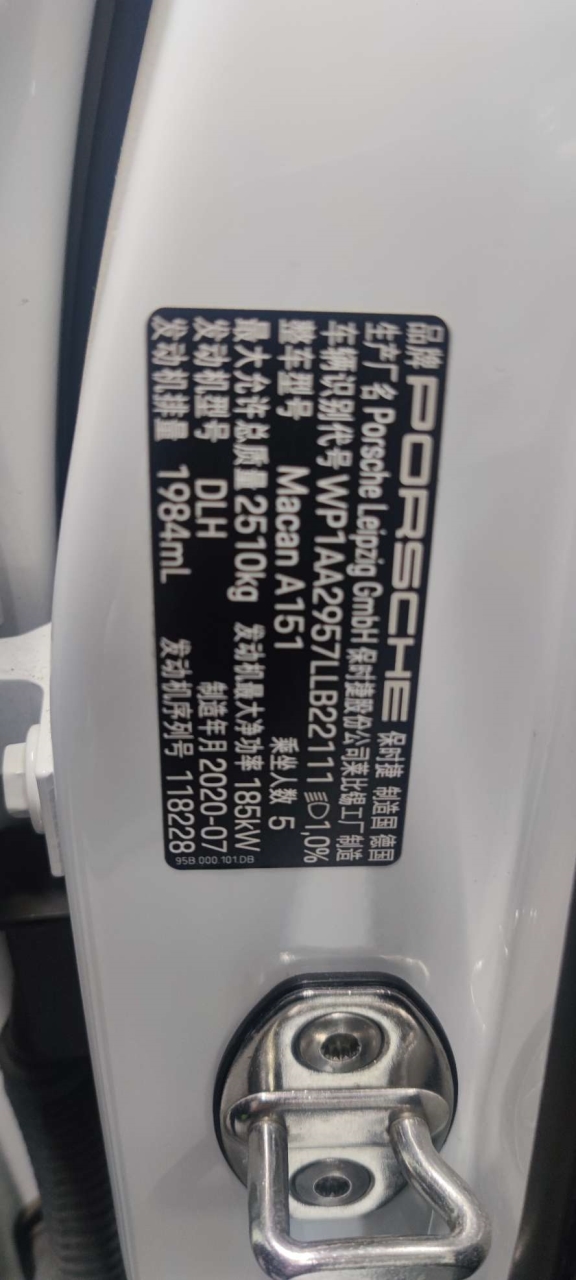 品牌 PORSCHE 保时捷 制造国 德国
生产厂名 Porsche Leipzig GmbH 保时捷股份公司莱比锡工厂 制造
车辆识别代号 WP1AA2957LLB22111 1,0%
整车型号 Macan A151 乘坐人数 5
最大允许总质量 2510kg 发动机最大净功率 185kW
发动机型号 DLH 制造年月 2020-07
发动机排量 1984mL 发动机序列号 118228
95B.000.101.DB